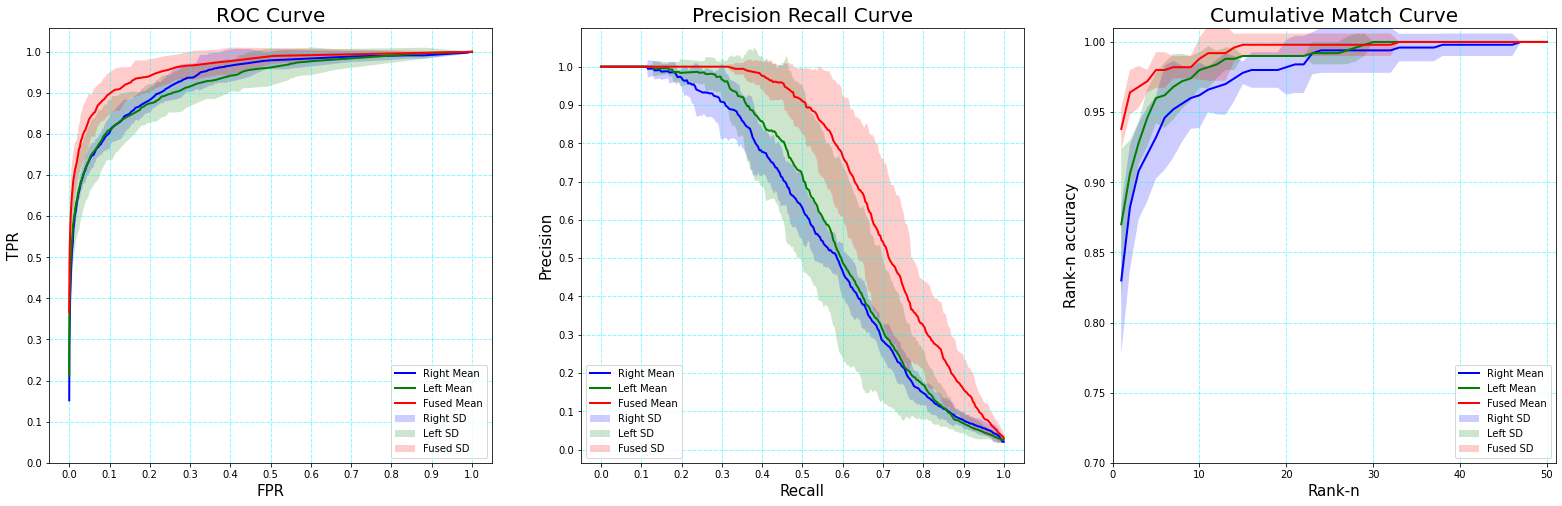 ROC Curve
TPR
1.0
0.9
0.8
0.7
0.6
0.5
0.4
0.3
0.2
0.1
0.0
0.0 0.1 0.2 0.3 0.4 0.5 0.6 0.7 0.8 0.9 1.0
FPR
Right Mean
Left Mean
Fused Mean
Right SD
Left SD
Fused SD
Precision Recall Curve
Precision
1.0
0.9
0.8
0.7
0.6
0.5
0.4
0.3
0.2
0.1
0.0
0.0 0.1 0.2 0.3 0.4 0.5 0.6 0.7 0.8 0.9 1.0
Recall
Right Mean
Left Mean
Fused Mean
Right SD
Left SD
Fused SD
Cumulative Match Curve
Rank-n accuracy
1.00
0.95
0.90
0.85
0.80
0.75
0.70
0 10 20 30 40 50
Rank-n
Right Mean
Left Mean
Fused Mean
Right SD
Left SD
Fused SD